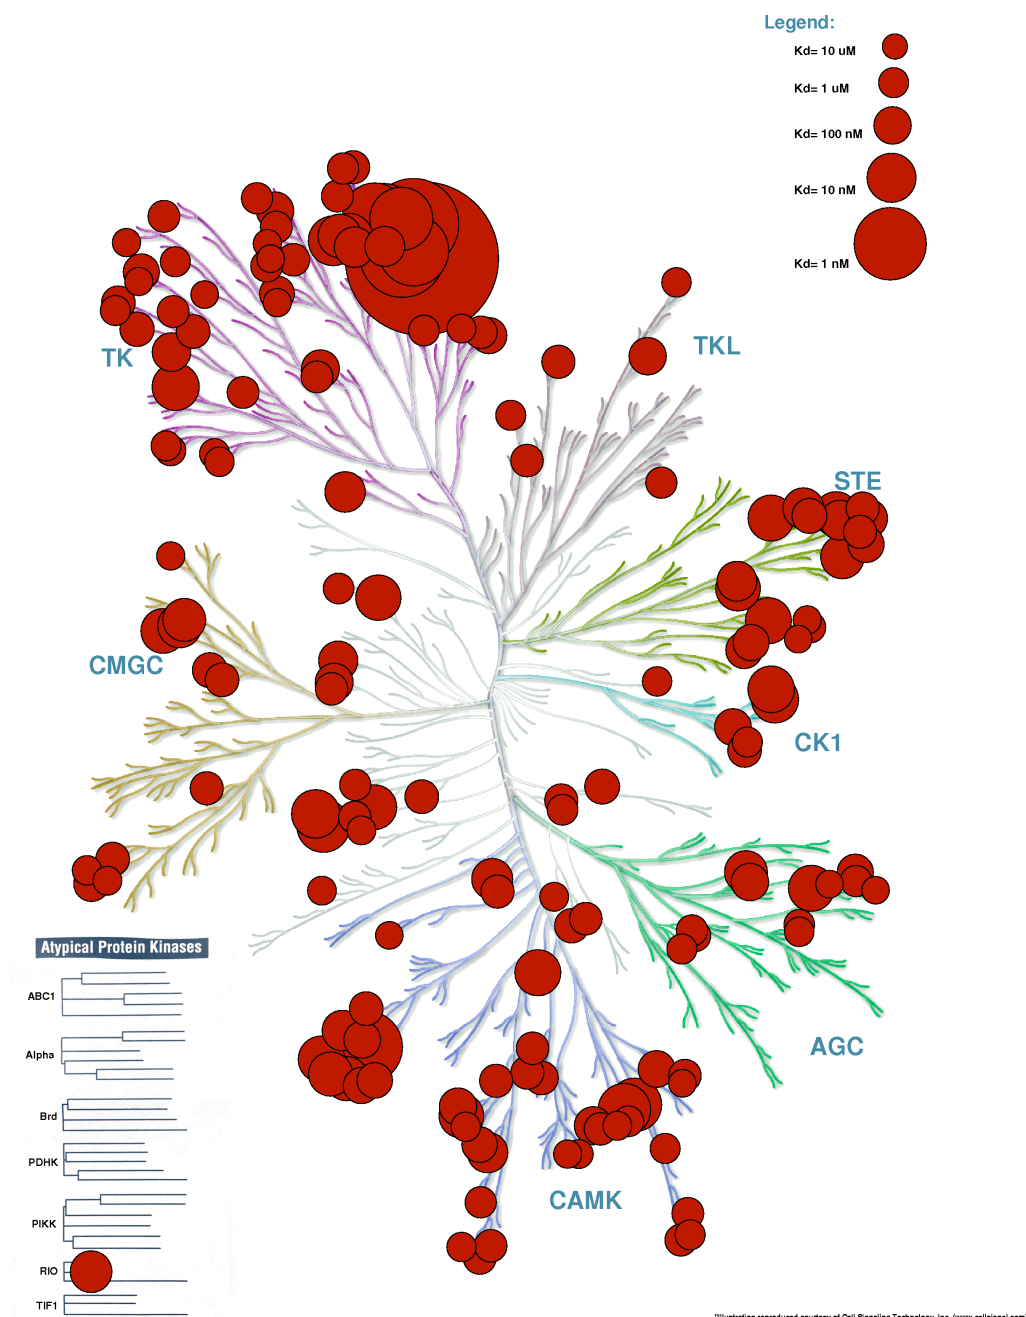 Legend:
Kd= 10 uM
Kd= 1 uM
Kd= 100 nM
Kd= 10 nM
Kd= 1 nM
TK
TKL
STE
CMGC
CK1
AGC
CAMK
Atypical Protein Kinases
ABC1
Alpha
Brd
PDHK
PIKK
RIO
TIF1